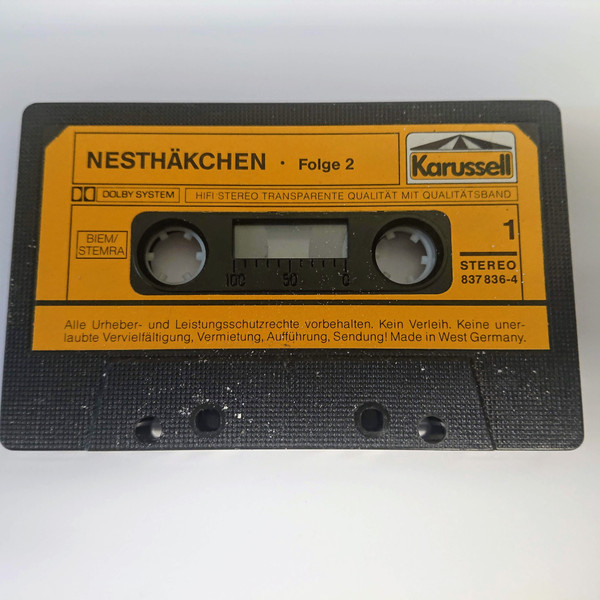 NESTHÄKCHEN · Folge 2
Karussell
DOLBY SYSTEM
HIFI STEREO TRANSPARENTE QUALITÄT MIT QUALITÄTSBAND
BIEM/
STEMRA
1
STEREO
837 836-4
100 50 0
Alle Urheber- und Leistungsschutzrechte vorbehalten. Kein Verleih. Keine uner-
laubte Vervielfältigung, Vermietung, Aufführung, Sendung! Made in West Germany.